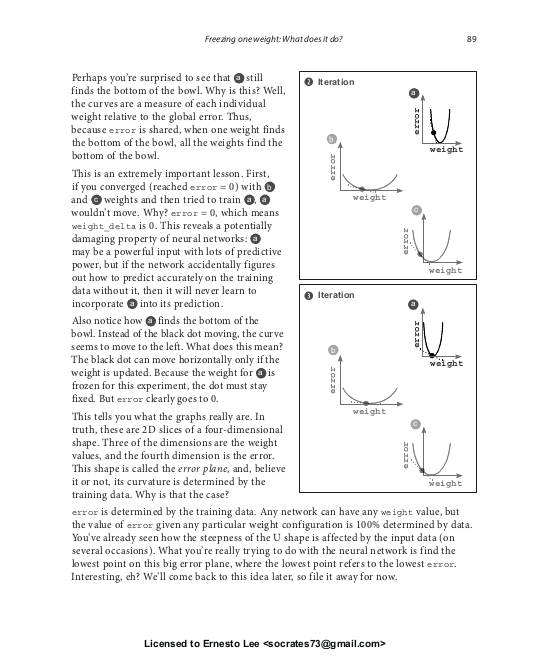 Freezing one weight: What does it do?
89
Perhaps you're surprised to see that a still
finds the bottom of the bowl. Why is this? Well,
the curves are a measure of each individual
weight relative to the global error. Thus,
because error is shared, when one weight finds
the bottom of the bowl, all the weights find the
bottom of the bowl.
This is an extremely important lesson. First,
if you converged (reached error = 0) with b
and c weights and then tried to train a, a
wouldn't move. Why? error = 0, which means
weight_delta is 0. This reveals a potentially
damaging property of neural networks: a
may be a powerful input with lots of predictive
power, but if the network accidentally figures
out how to predict accurately on the training
data without it, then it will never learn to
incorporate a into its prediction.
Also notice how a finds the bottom of the
bowl. Instead of the black dot moving, the curve
seems to move to the left. What does this mean?
The black dot can move horizontally only if the
weight is updated. Because the weight for a is
frozen for this experiment, the dot must stay
fixed. But error clearly goes to 0.
This tells you what the graphs really are. In
truth, these are 2D slices of a four-dimensional
shape. Three of the dimensions are the weight
values, and the fourth dimension is the error.
This shape is called the error plane, and, believe
it or not, its curvature is determined by the
training data. Why is that the case?
2 Iteration
a
error
weight
b
error
weight
c
error
weight
3 Iteration
a
error
weight
b
error
weight
c
error
weight
error is determined by the training data. Any network can have any weight value, but
the value of error given any particular weight configuration is 100% determined by data.
You've already seen how the steepness of the U shape is affected by the input data (on
several occasions). What you're really trying to do with the neural network is find the
lowest point on this big error plane, where the lowest point refers to the lowest error.
Interesting, eh? We'll come back to this idea later, so file it away for now.
Licensed to Ernesto Lee <socrates73@gmail.com>